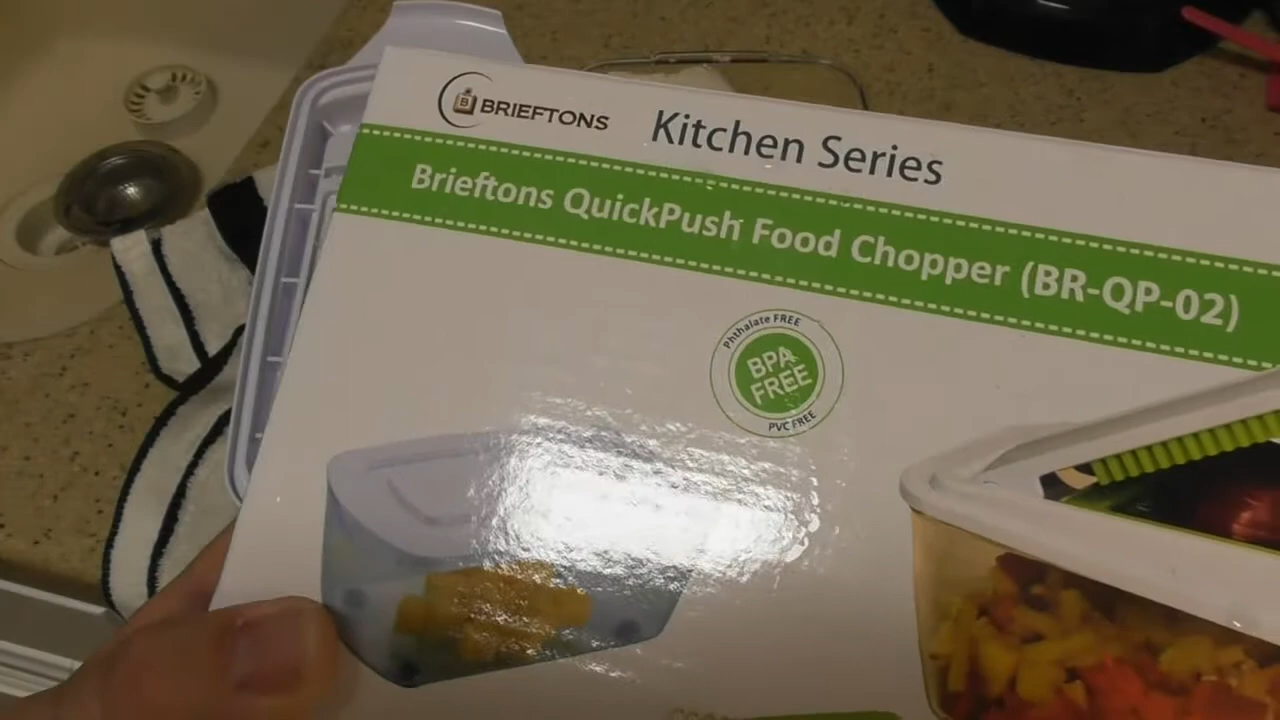 BRIEFTONS
Kitchen Series
Brieftons QuickPush Food Chopper (BR-QP-02)
Phthalate FREE
BPA
FREE
PVC FREE